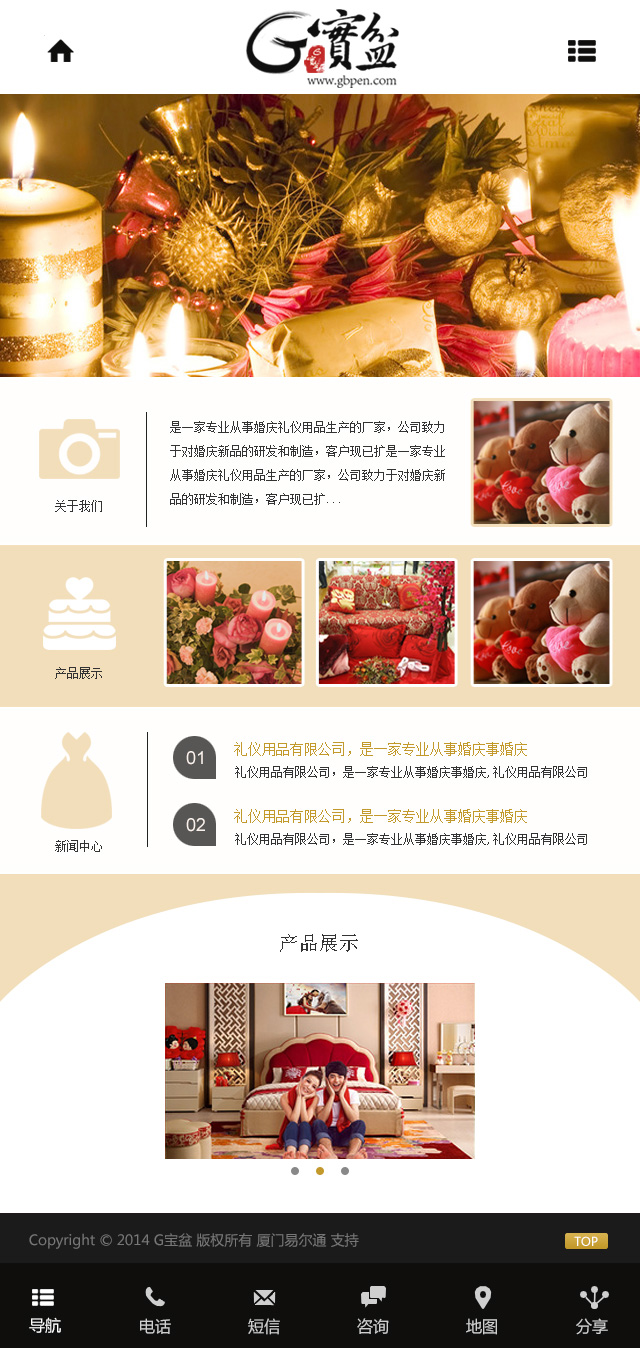 G寶盆
www.gbpen.com
是一家专业从事婚庆礼仪用品生产的厂家，公司致力
于对婚庆新品的研发和制造，客户现已扩是一家专业
从事婚庆礼仪用品生产的厂家，公司致力于对婚庆新
品的研发和制造，客户现已扩...
关于我们
产品展示
01
礼仪用品有限公司，是一家专业从事婚庆事婚庆
礼仪用品有限公司，是一家专业从事婚庆事婚庆,礼仪用品有限公司
02
礼仪用品有限公司，是一家专业从事婚庆事婚庆
礼仪用品有限公司，是一家专业从事婚庆事婚庆,礼仪用品有限公司
新闻中心
产品展示
Copyright © 2014 G宝盆 版权所有 厦门易尔通 支持
TOP
导航
电话
短信
咨询
地图
分享